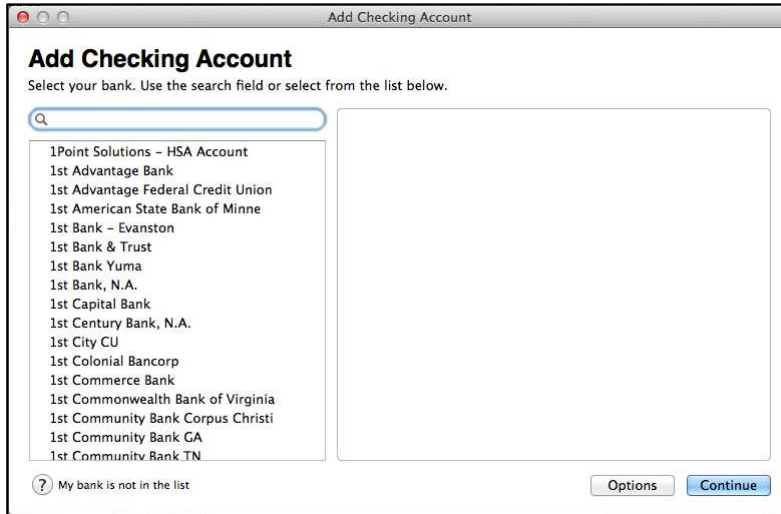 Add Checking Account
Add Checking Account
Select your bank. Use the search field or select from the list below.
1Point Solutions – HSA Account
1st Advantage Bank
1st Advantage Federal Credit Union
1st American State Bank of Minne
1st Bank – Evanston
1st Bank & Trust
1st Bank Yuma
1st Bank, N.A.
1st Capital Bank
1st Century Bank, N.A.
1st City CU
1st Colonial Bancorp
1st Commerce Bank
1st Commonwealth Bank of Virginia
1st Community Bank Corpus Christi
1st Community Bank GA
1st Community Bank TN
? My bank is not in the list
Options
Continue